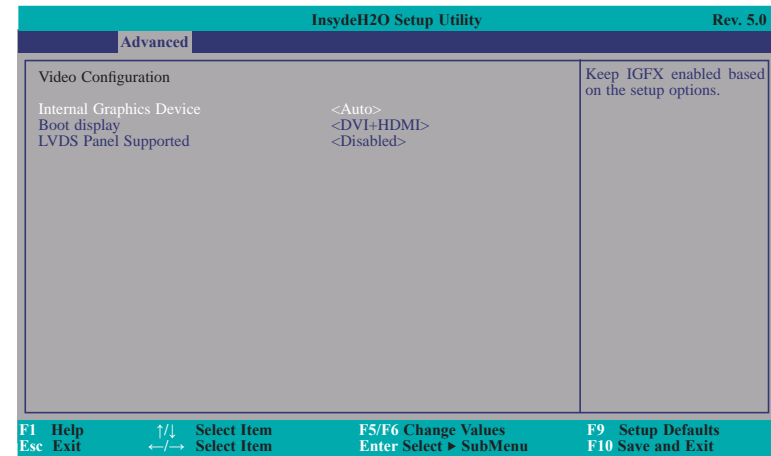 InsydeH2O Setup Utility Rev. 5.0
Advanced
Video Configuration
Internal Graphics Device <Auto>
Boot display <DVI+HDMI>
LVDS Panel Supported <Disabled>
Keep IGFX enabled based
on the setup options.
F1 Help ↑/↓ Select Item F5/F6 Change Values F9 Setup Defaults
Esc Exit ←/→ Select Item Enter Select ▶ SubMenu F10 Save and Exit